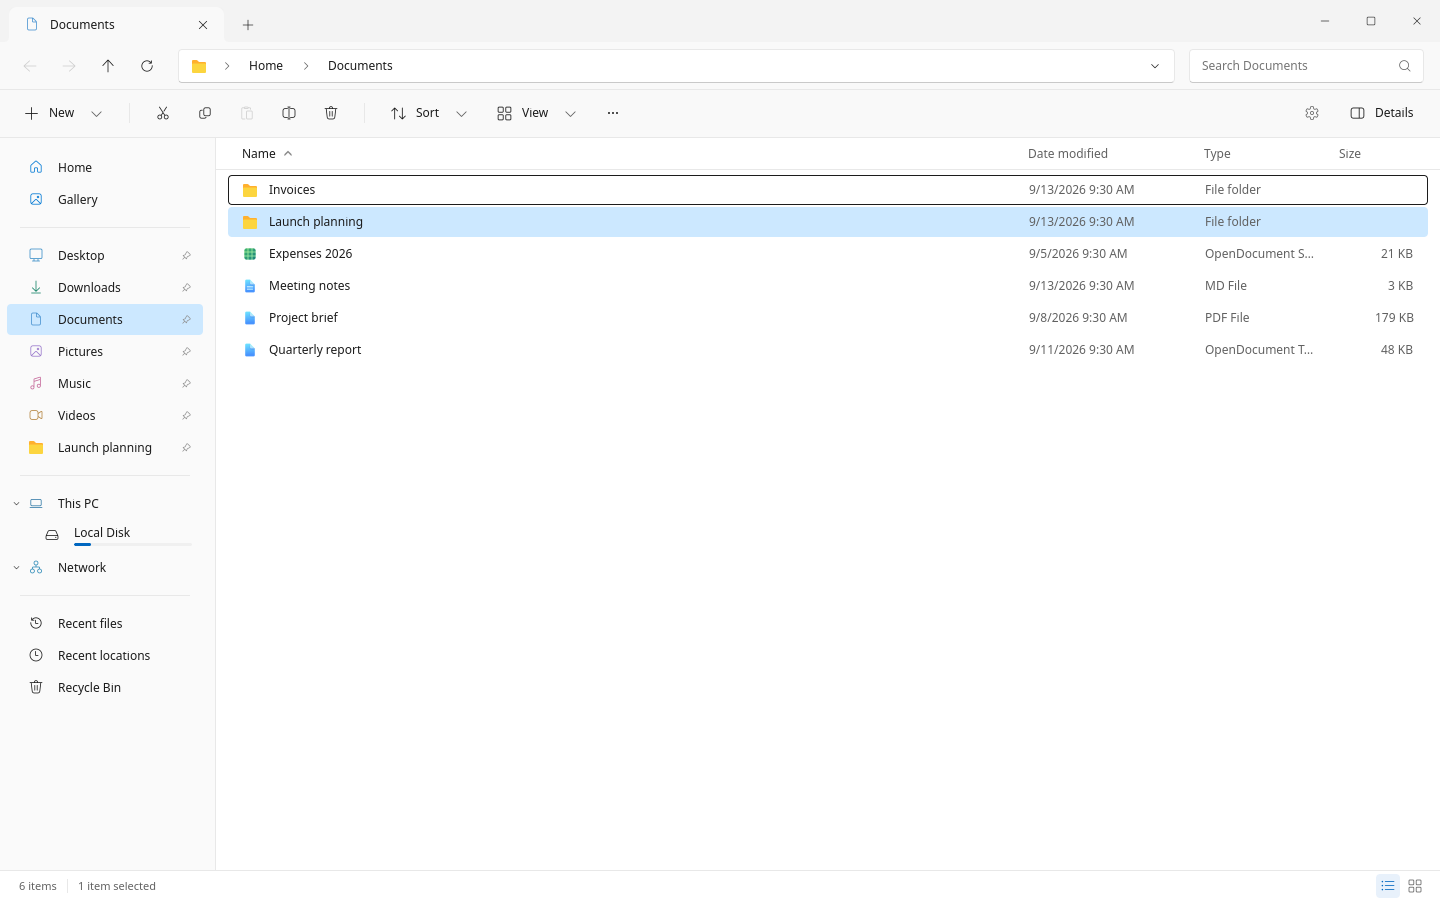 Documents
Home
Documents
Search Documents
New
Sort
View
Details
Home
Gallery
Desktop
Downloads
Documents
Pictures
Music
Videos
Launch planning
This PC
Local Disk
Network
Recent files
Recent locations
Recycle Bin
Name Date modified Type Size
Invoices 9/13/2026 9:30 AM File folder
Launch planning 9/13/2026 9:30 AM File folder
Expenses 2026 9/5/2026 9:30 AM OpenDocument S... 21 KB
Meeting notes 9/13/2026 9:30 AM MD File 3 KB
Project brief 9/8/2026 9:30 AM PDF File 179 KB
Quarterly report 9/11/2026 9:30 AM OpenDocument T... 48 KB
6 items 1 item selected